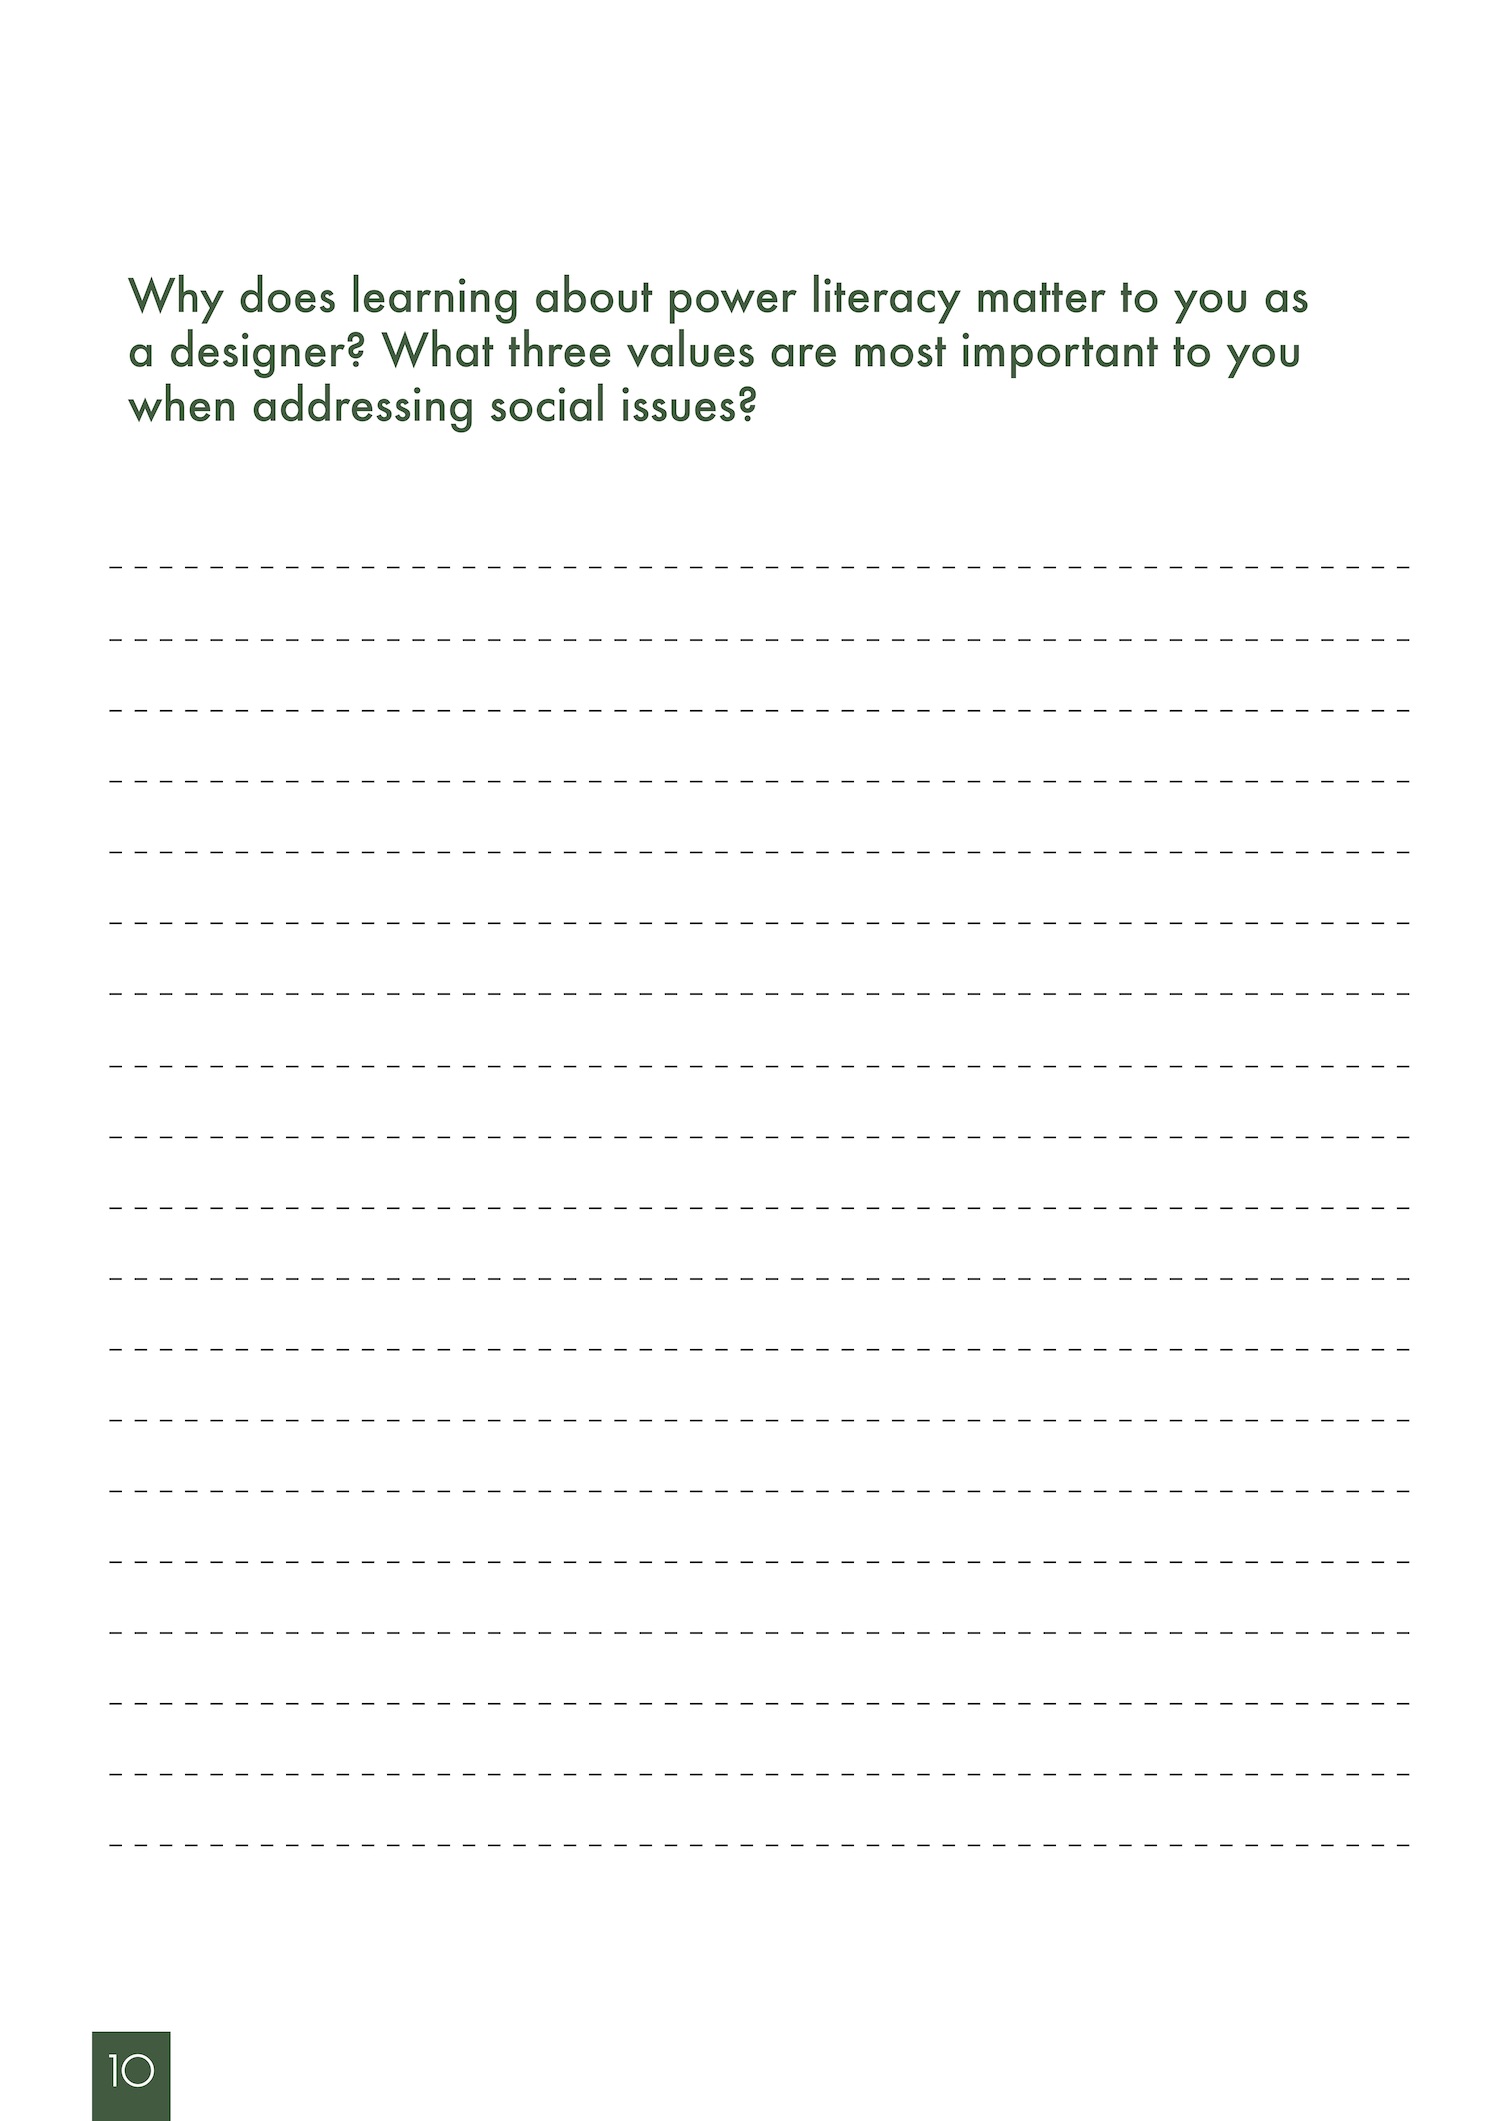 Why does learning about power literacy matter to you as
a designer? What three values are most important to you
when addressing social issues?
10